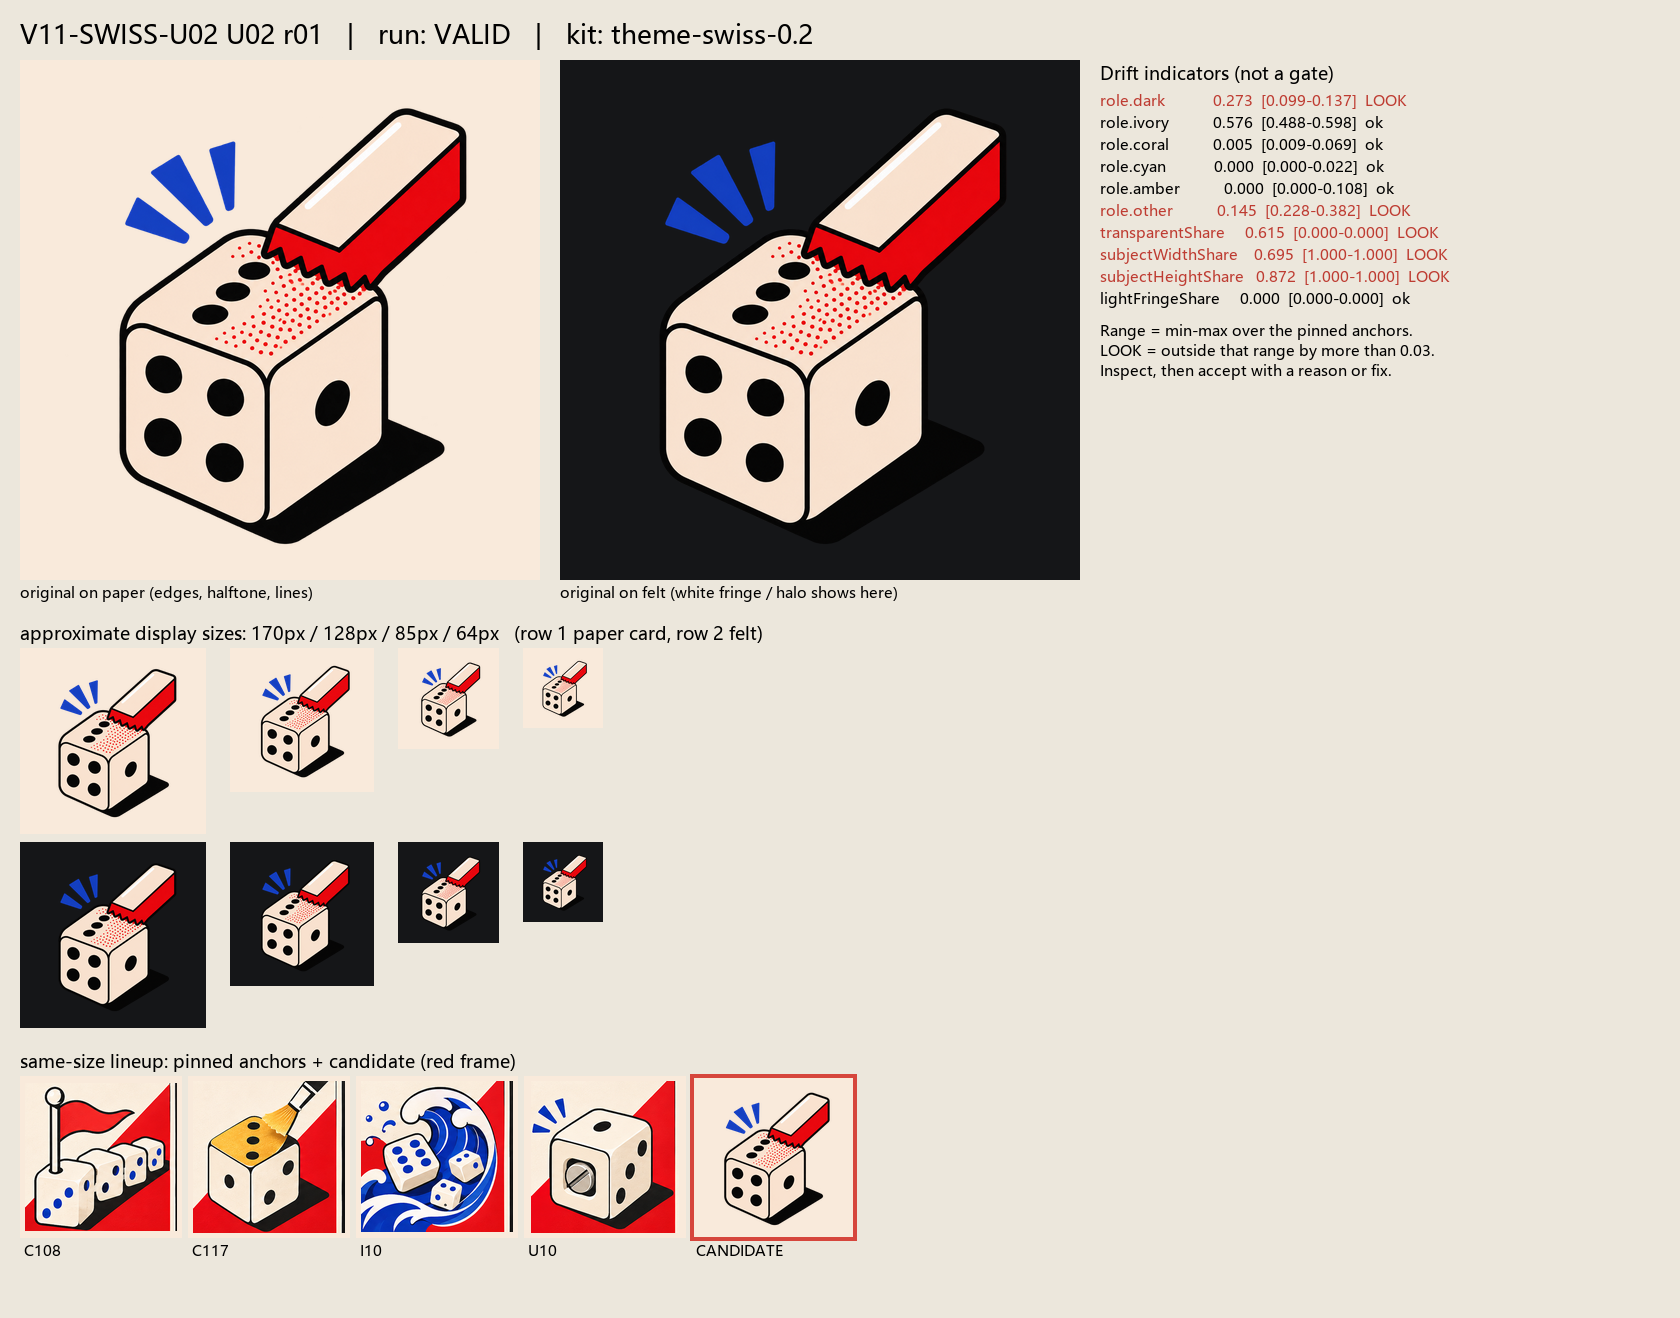 V11-SWISS-U02 U02 r01 | run: VALID | kit: theme-swiss-0.2
Drift indicators (not a gate)
role.dark 0.273 [0.099-0.137] LOOK
role.ivory 0.576 [0.488-0.598] ok
role.coral 0.005 [0.009-0.069] ok
role.cyan 0.000 [0.000-0.022] ok
role.amber 0.000 [0.000-0.108] ok
role.other 0.145 [0.228-0.382] LOOK
transparentShare 0.615 [0.000-0.000] LOOK
subjectWidthShare 0.695 [1.000-1.000] LOOK
subjectHeightShare 0.872 [1.000-1.000] LOOK
lightFringeShare 0.000 [0.000-0.000] ok
Range = min-max over the pinned anchors.
LOOK = outside that range by more than 0.03.
Inspect, then accept with a reason or fix.
original on paper (edges, halftone, lines)
original on felt (white fringe / halo shows here)
approximate display sizes: 170px / 128px / 85px / 64px (row 1 paper card, row 2 felt)
same-size lineup: pinned anchors + candidate (red frame)
C108
C117
I10
U10
CANDIDATE